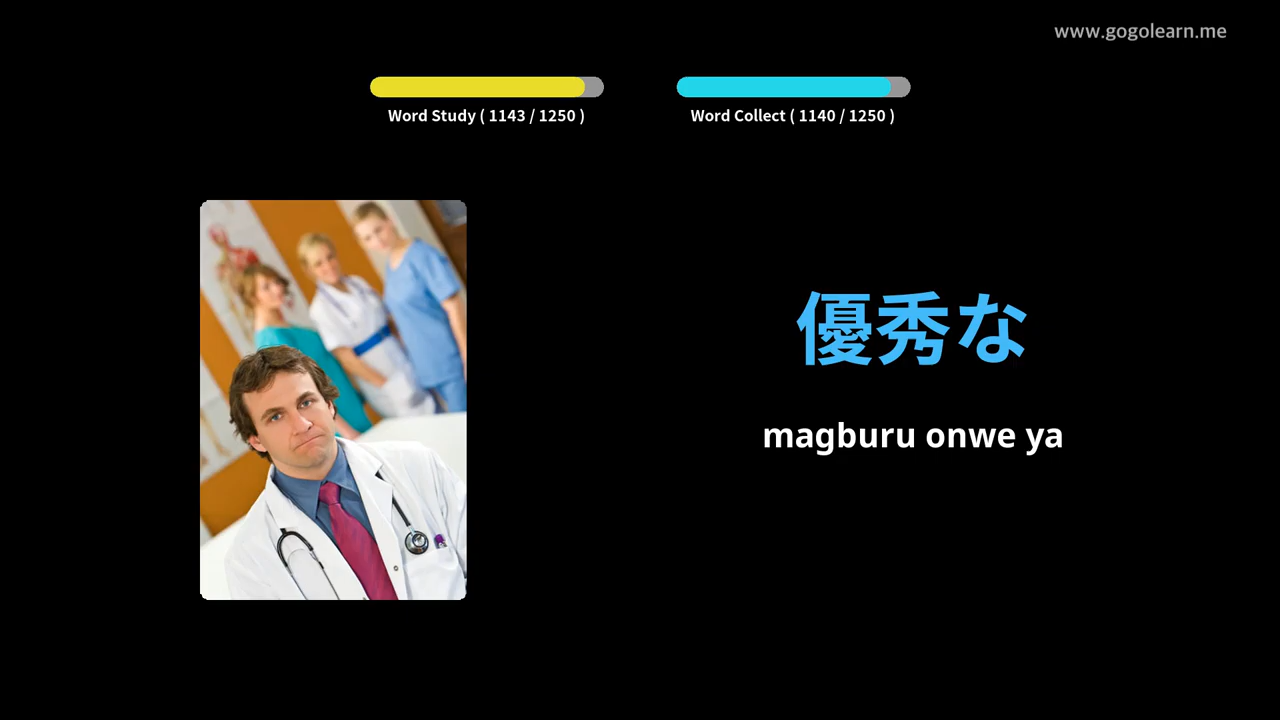 www.gogolearn.me
Word Study ( 1143 / 1250 )
Word Collect ( 1140 / 1250 )
優秀な
magburu onwe ya